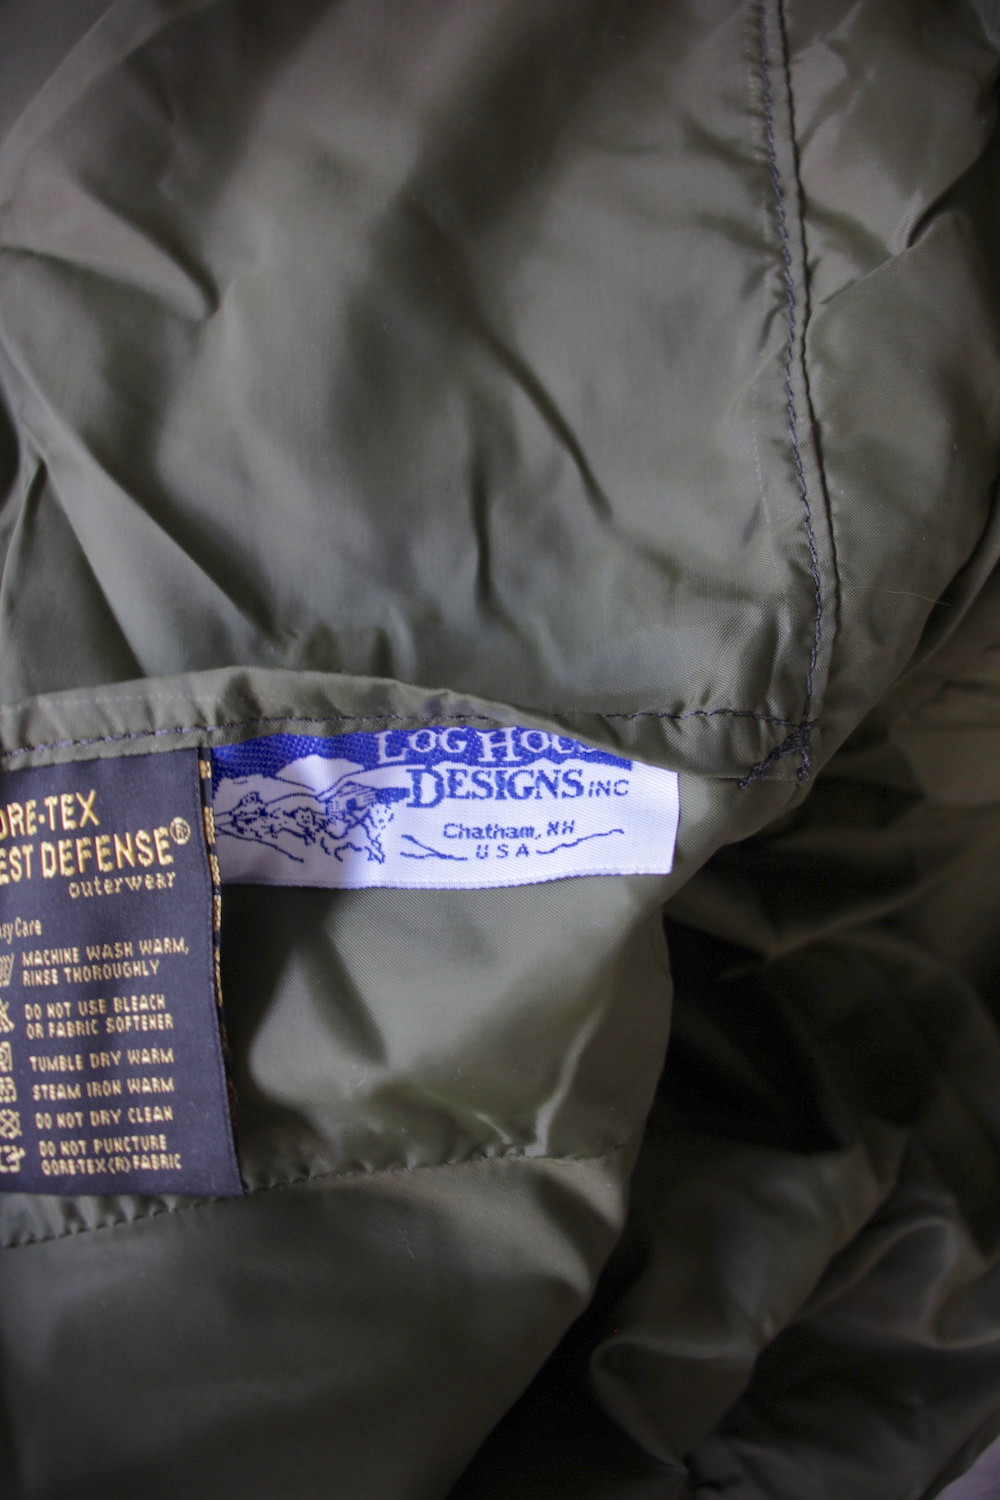 ORE-TEX
EST DEFENSE®
outerwear
asy Care
MACHINE WASH WARM,
RINSE THOROUGHLY
DO NOT USE BLEACH
OR FABRIC SOFTENER
TUMBLE DRY WARM
STEAM IRON WARM
DO NOT DRY CLEAN
DO NOT PUNCTURE
GORE-TEX(R) FABRIC
LOG HOUS
DESIGNS INC
Chatham, NH
USA